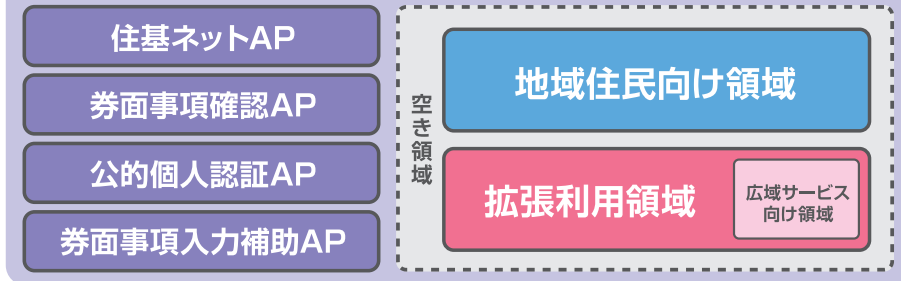 住基ネットAP
券面事項確認AP
公的個人認証AP
券面事項入力補助AP
空き領域
地域住民向け領域
拡張利用領域
広域サービス
向け領域